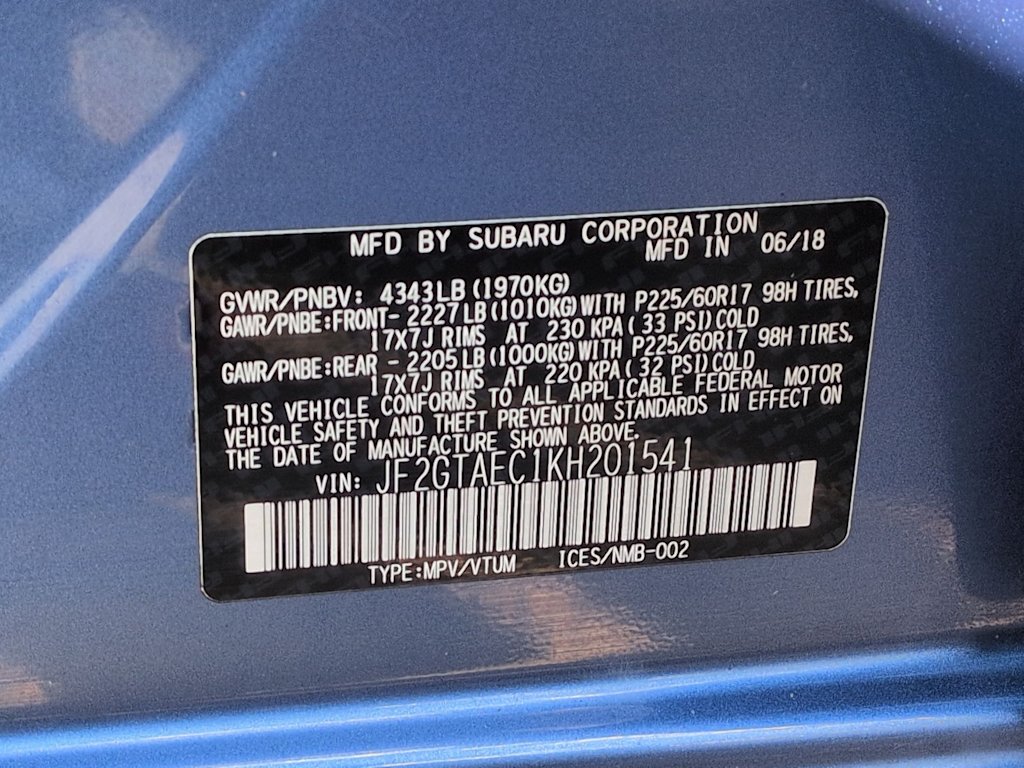 MFD BY SUBARU CORPORATION
MFD IN 06/18
GVWR/PNBV: 4343LB (1970KG)
GAWR/PNBE:FRONT- 2227LB(1010KG)WITH P225/60R17 98H TIRES,
17X7J RIMS AT 230 KPA( 33 PSI)COLD
GAWR/PNBE:REAR - 2205LB(1000KG)WITH P225/60R17 98H TIRES,
17X7J RIMS AT 220 KPA( 32 PSI)COLD
THIS VEHICLE CONFORMS TO ALL APPLICABLE FEDERAL MOTOR
VEHICLE SAFETY AND THEFT PREVENTION STANDARDS IN EFFECT ON
THE DATE OF MANUFACTURE SHOWN ABOVE.
VIN: JF2GTAEC1KH201541
TYPE:MPV/VTUM ICES/NMB-002